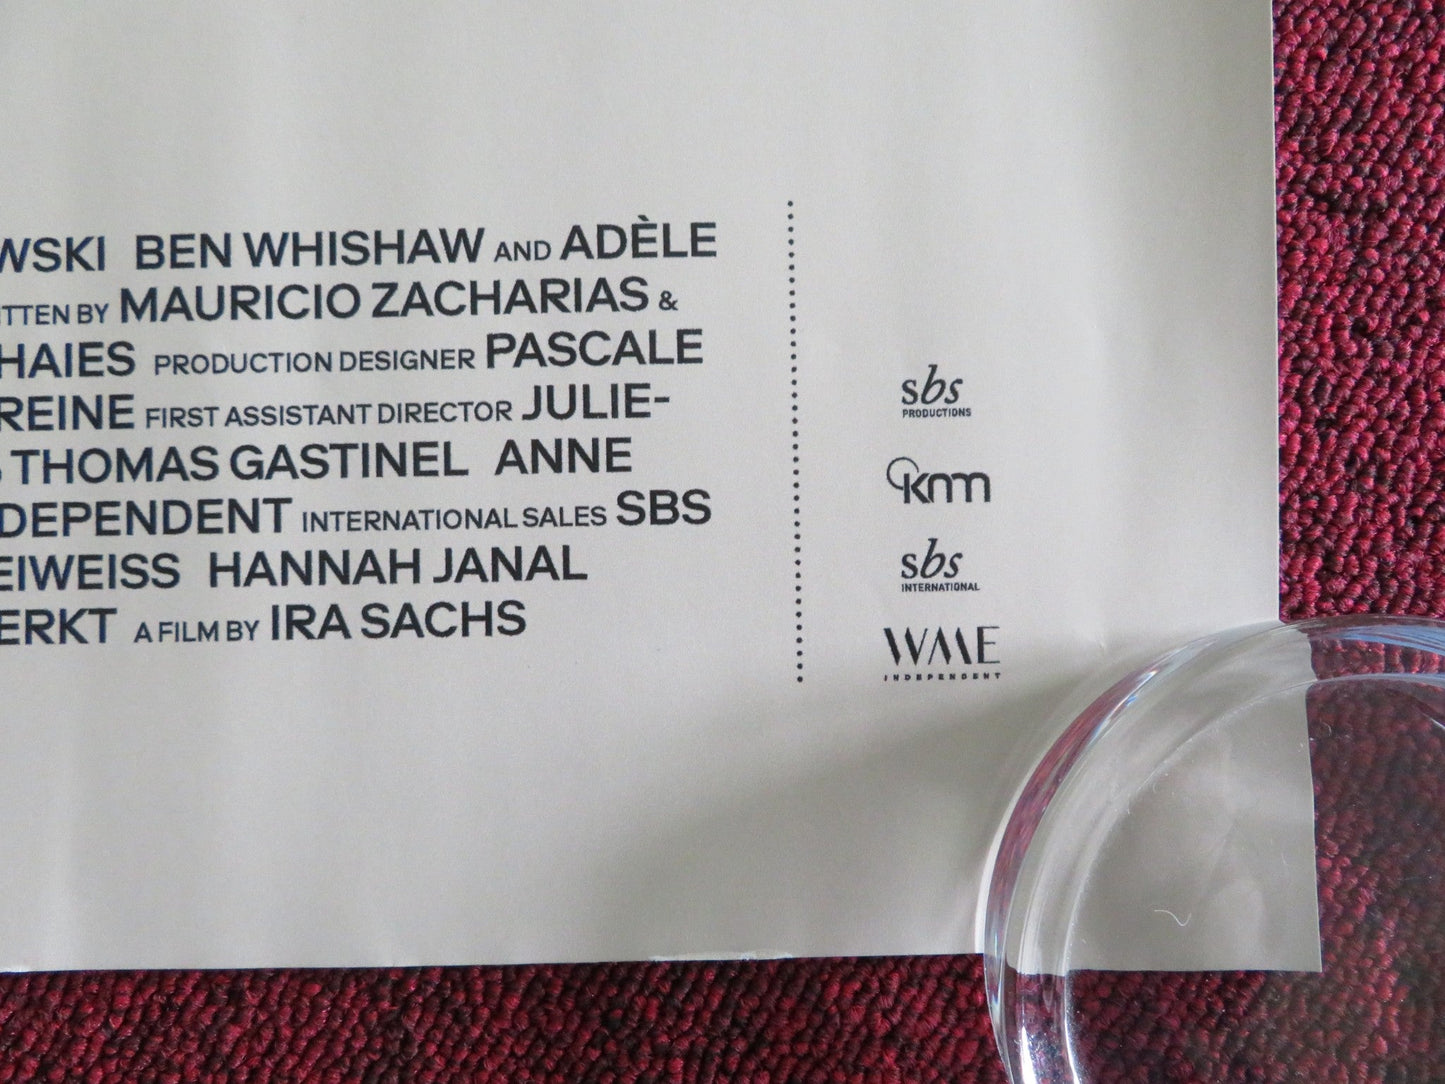 WSKI BEN WHISHAW AND ADÈLE
ITTEN BY MAURICIO ZACHARIAS &
HAIES PRODUCTION DESIGNER PASCALE
REINE FIRST ASSISTANT DIRECTOR JULIE-
THOMAS GASTINEL ANNE
DEPENDENT INTERNATIONAL SALES SBS
EIWEISS HANNAH JANAL
ERKT A FILM BY IRA SACHS
sbs
PRODUCTIONS
knm
sbs
INTERNATIONAL
WME
INDEPENDENT